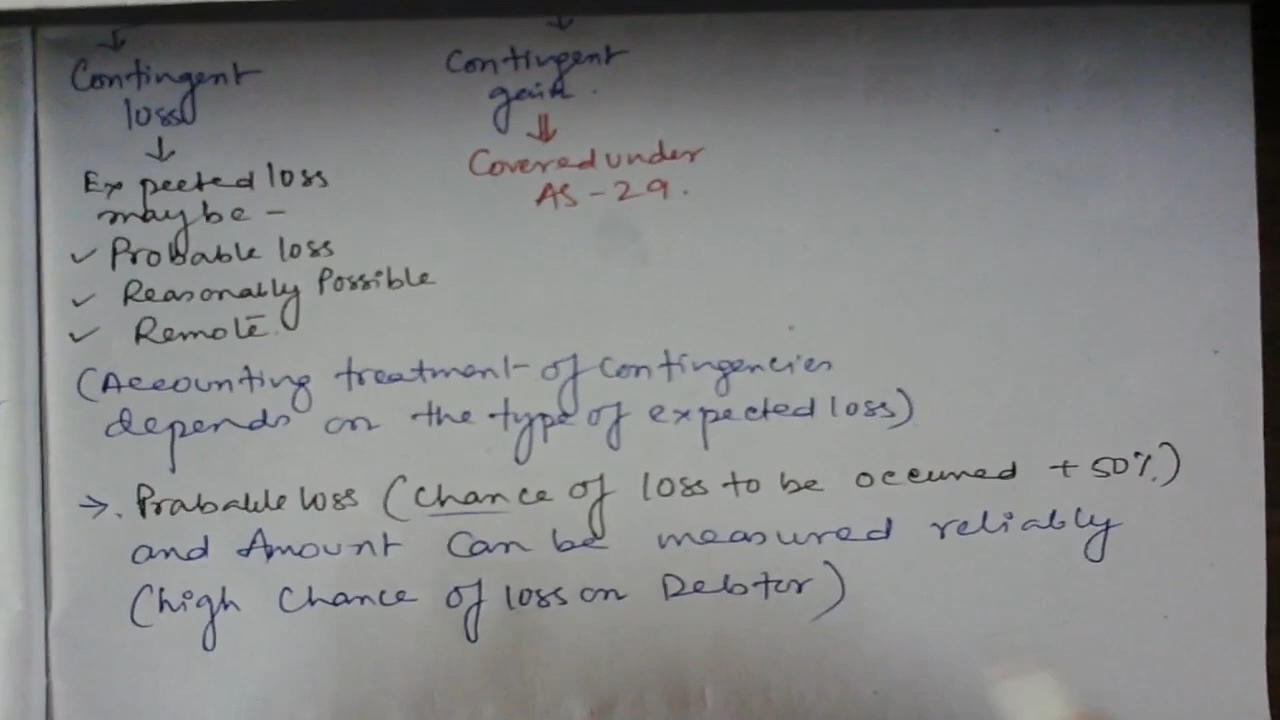 Contingent
loss
Expected loss
may be -
✓ Probable loss
✓ Reasonably Possible
✓ Remote.
Contingent
gain.
Covered under
AS - 29.
(Accounting treatment of contingencies
depends on the type of expected loss)
→. Prabable loss (Chance of loss to be occurred + 50%)
and Amount Can be measured reliably
(high Chance of loss on Debtor)